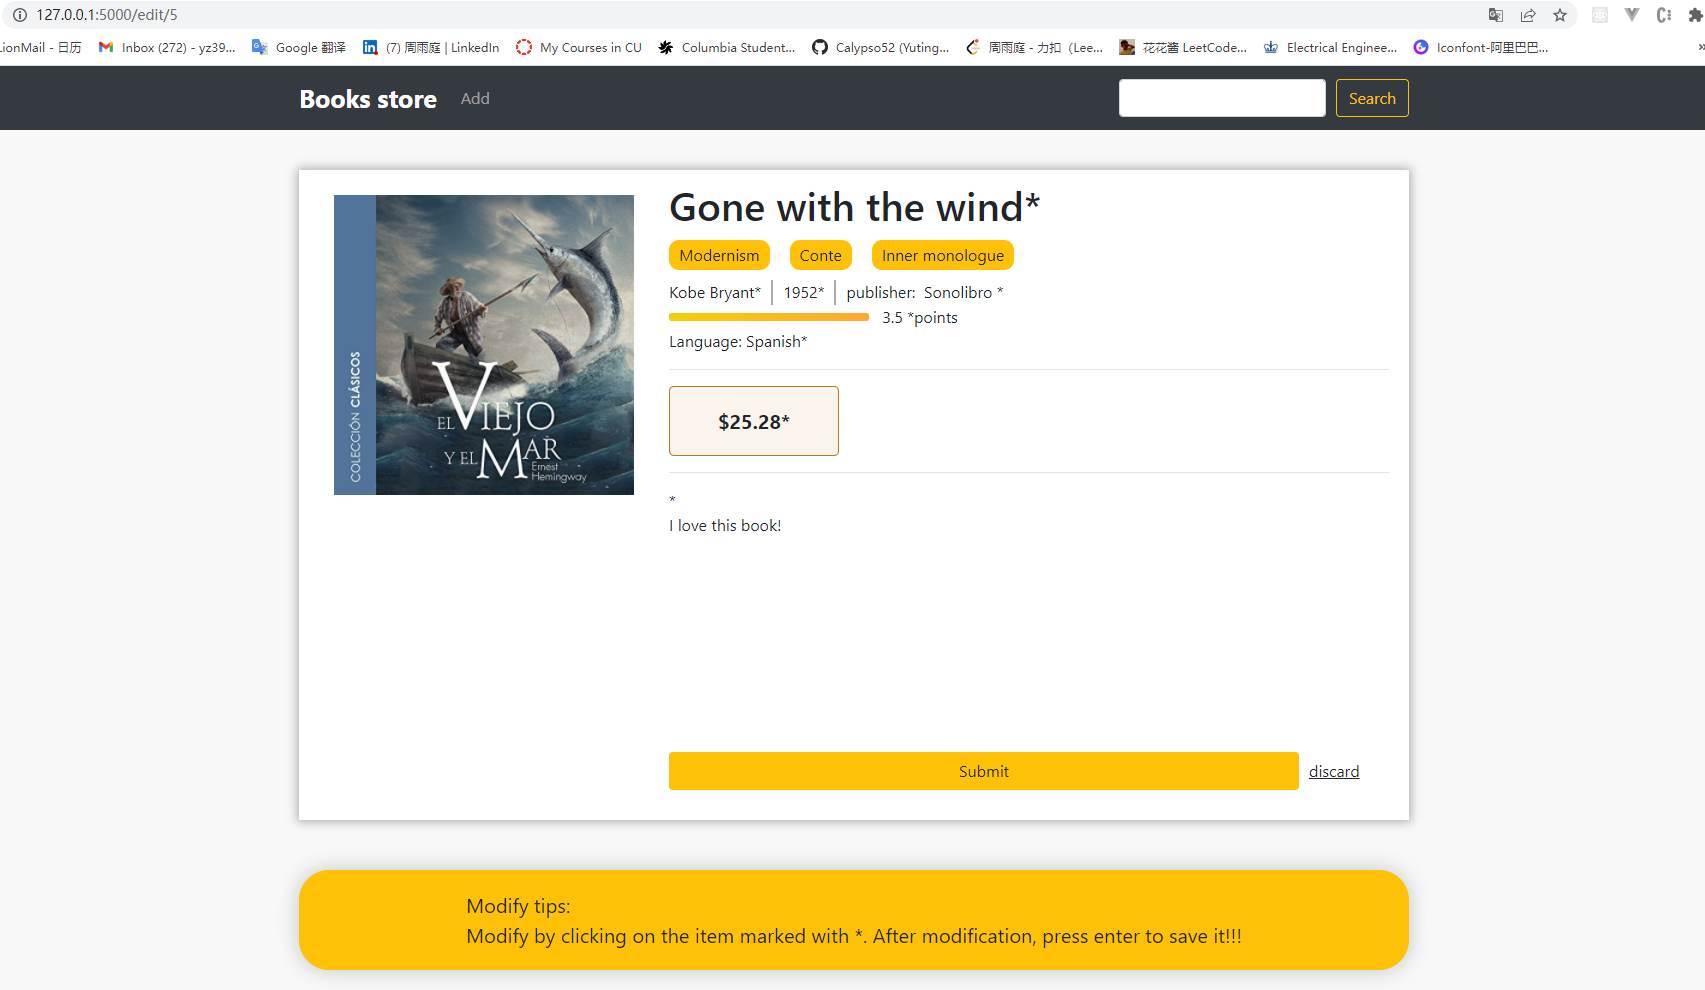 127.0.0.1:5000/edit/5
LionMail - 日历 Inbox (272) - yz39... Google 翻译 (7) 周雨庭 | LinkedIn My Courses in CU Columbia Student... Calypso52 (Yuting... 周雨庭 - 力扣 (Lee... 花花酱 LeetCode... Electrical Enginee... Iconfont-阿里巴巴... »
Books store Add Search
Gone with the wind*
Modernism Conte Inner monologue
Kobe Bryant* 1952* publisher: Sonolibro *
3.5 *points
Language: Spanish*
$25.28*
*
I love this book!
COLECCIÓN CLÁSICOS
EL VIEJO
Y EL MAR
Ernest
Hemingway
Submit discard
Modify tips:
Modify by clicking on the item marked with *. After modification, press enter to save it!!!